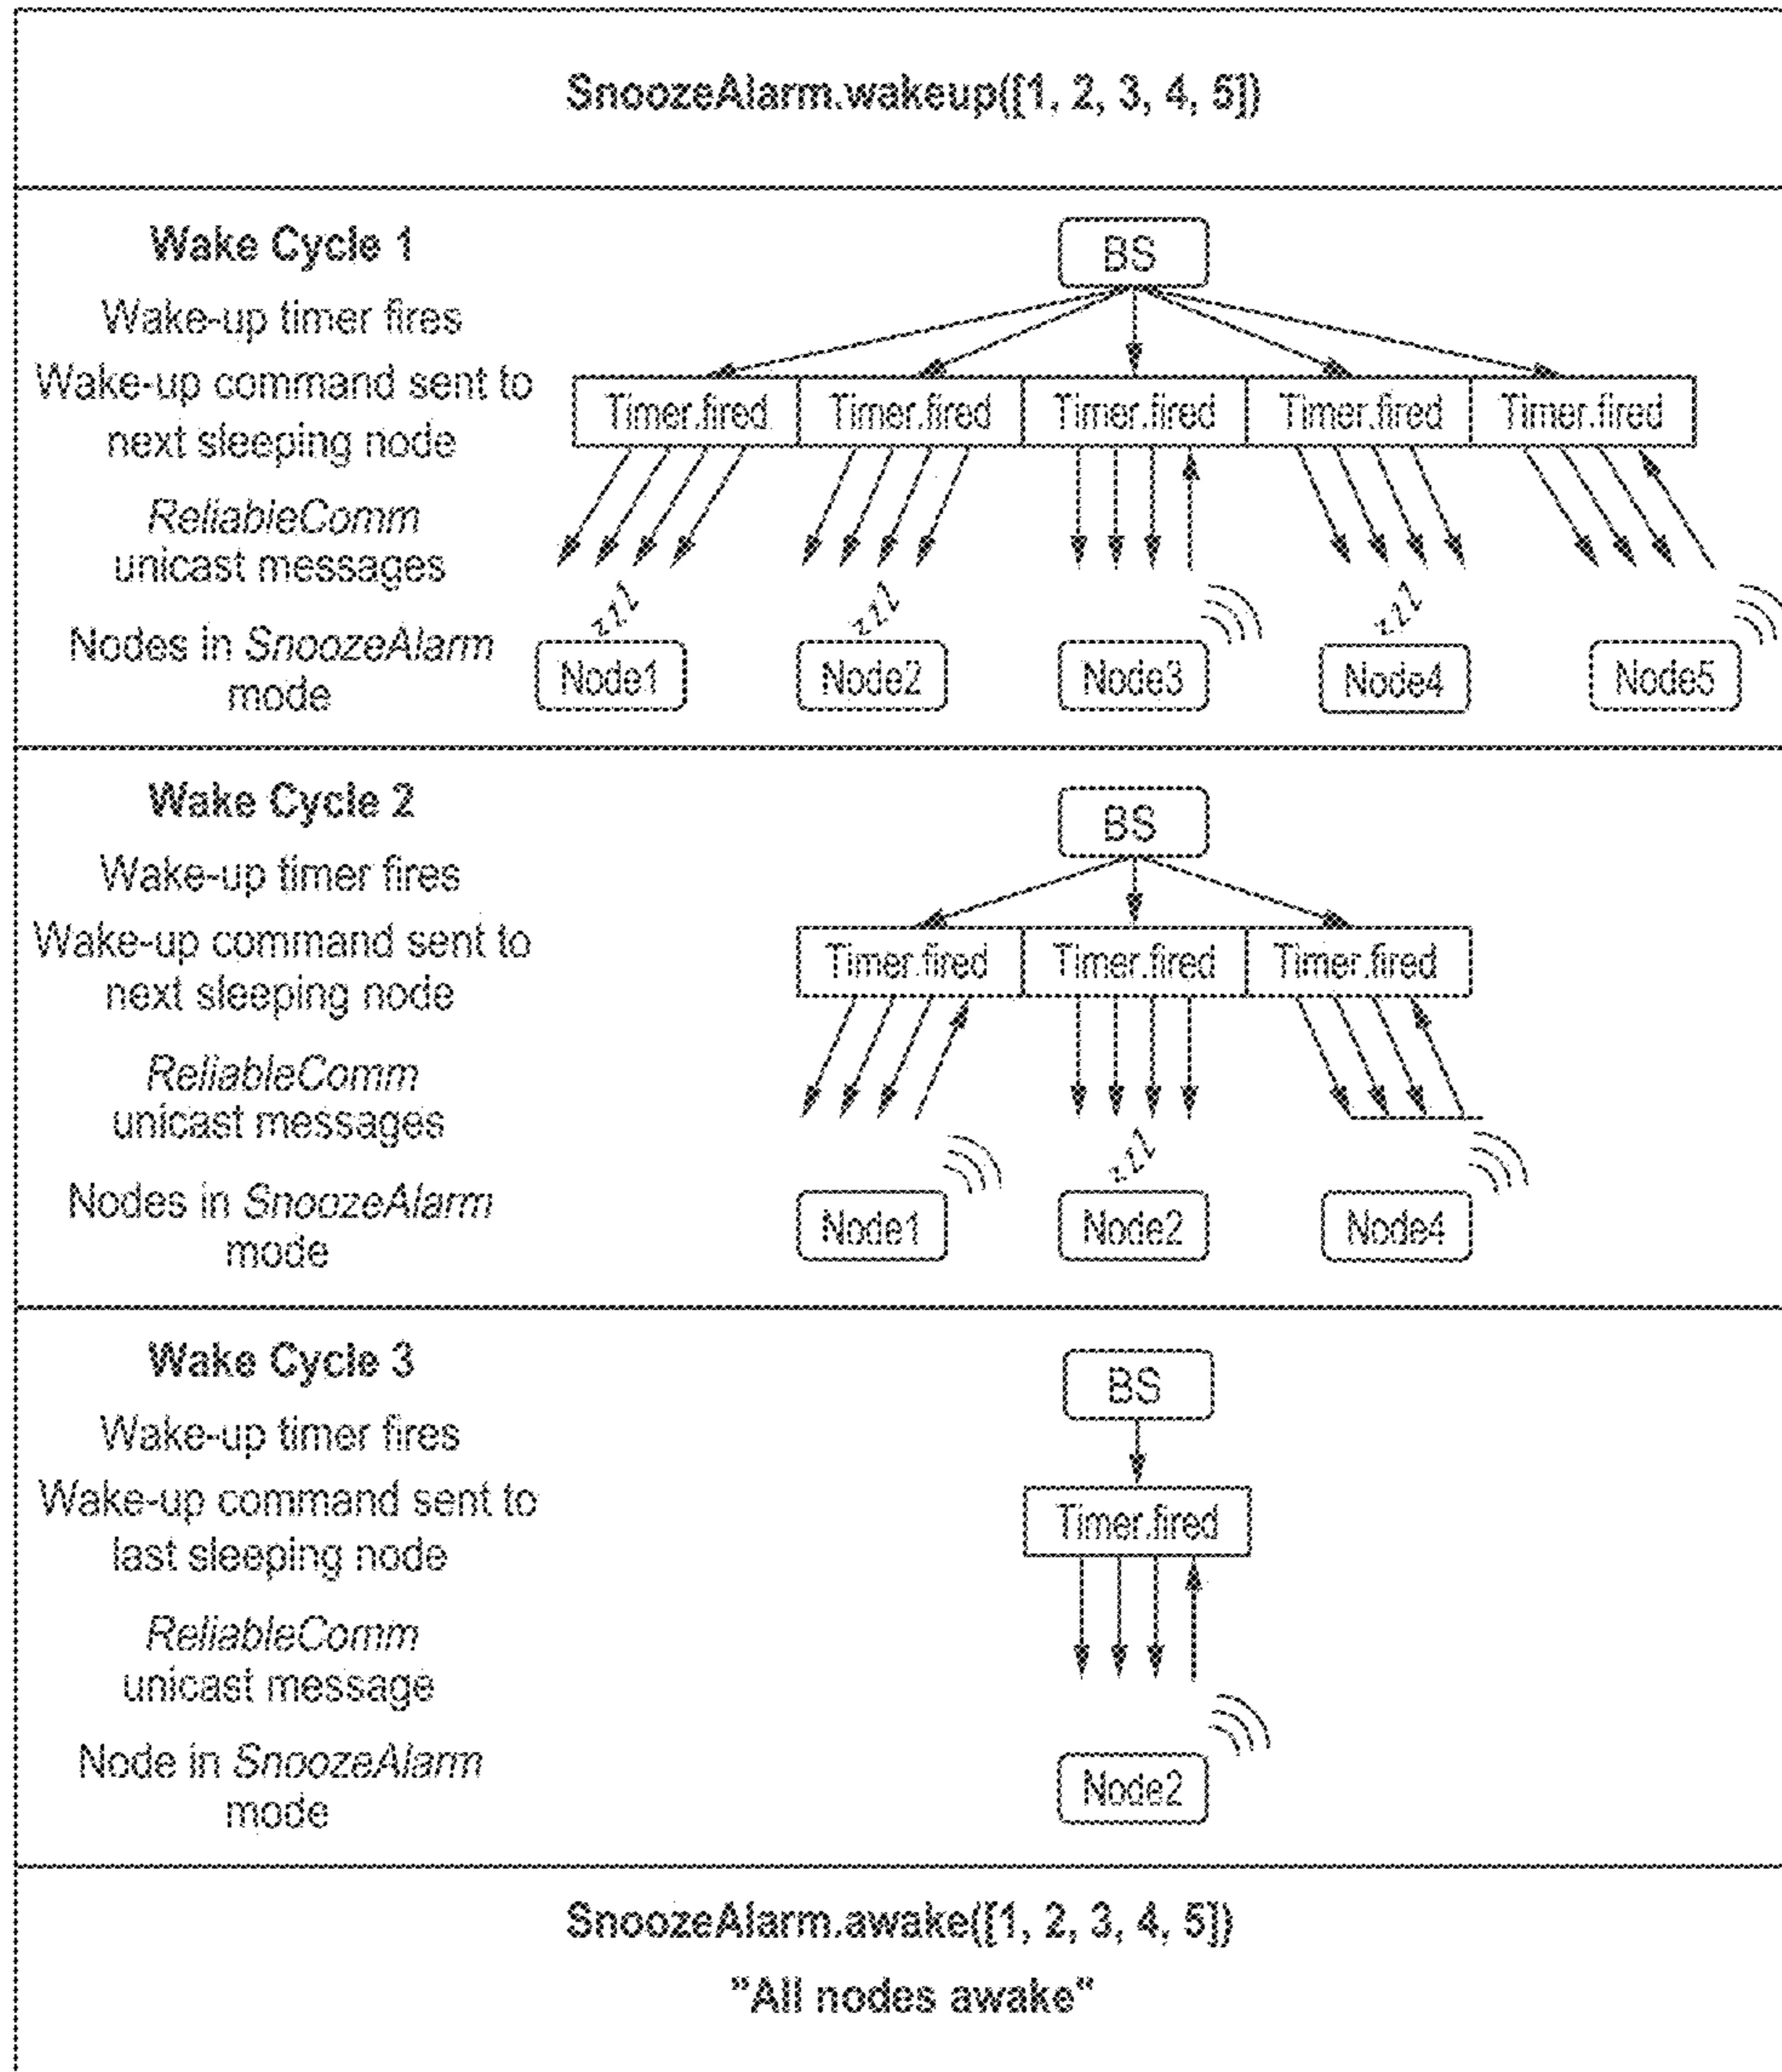 SnoozeAlarm.wakeup([1, 2, 3, 4, 5])
Wake Cycle 1
BS
Wake-up timer fires
Wake-up command sent to
next sleeping node
Timer.fired Timer.fired Timer.fired Timer.fired Timer.fired
ReliableComm
unicast messages
zzz zzz zzz
Nodes in SnoozeAlarm
mode
Node1 Node2 Node3 Node4 Node5
Wake Cycle 2
BS
Wake-up timer fires
Wake-up command sent to
next sleeping node
Timer.fired Timer.fired Timer.fired
ReliableComm
unicast messages
zzz
Nodes in SnoozeAlarm
mode
Node1 Node2 Node4
Wake Cycle 3
BS
Wake-up timer fires
Wake-up command sent to
last sleeping node
Timer.fired
ReliableComm
unicast message
Node in SnoozeAlarm
mode
Node2
SnoozeAlarm.awake([1, 2, 3, 4, 5])
"All nodes awake"